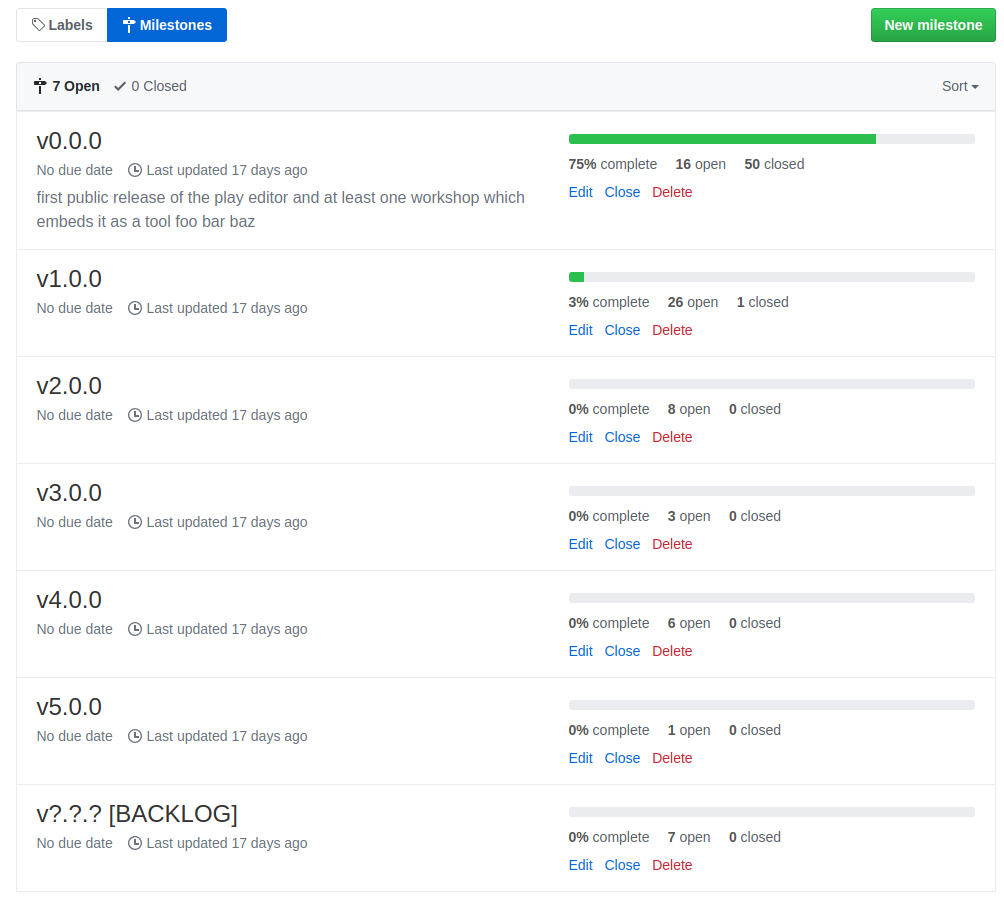 Labels Milestones New milestone
7 Open 0 Closed Sort
v0.0.0
No due date Last updated 17 days ago
first public release of the play editor and at least one workshop which
embeds it as a tool foo bar baz
75% complete 16 open 50 closed
Edit Close Delete
v1.0.0
No due date Last updated 17 days ago
3% complete 26 open 1 closed
Edit Close Delete
v2.0.0
No due date Last updated 17 days ago
0% complete 8 open 0 closed
Edit Close Delete
v3.0.0
No due date Last updated 17 days ago
0% complete 3 open 0 closed
Edit Close Delete
v4.0.0
No due date Last updated 17 days ago
0% complete 6 open 0 closed
Edit Close Delete
v5.0.0
No due date Last updated 17 days ago
0% complete 1 open 0 closed
Edit Close Delete
v?.?.? [BACKLOG]
No due date Last updated 17 days ago
0% complete 7 open 0 closed
Edit Close Delete